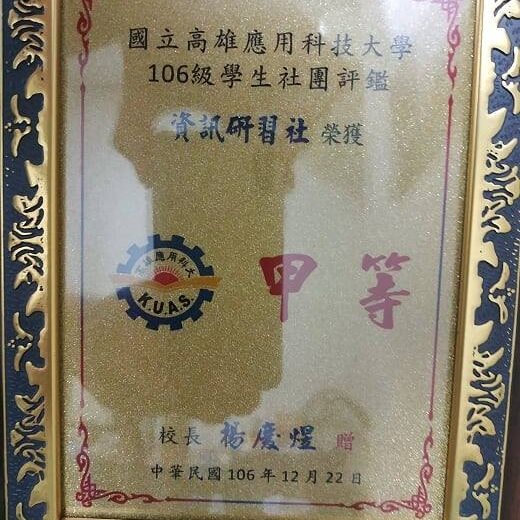 國立高雄應用科技大學
106級學生社團評鑑
資訊研習社 榮獲
高雄應用科大
K.U.A.S.
甲等
校長 楊慶煜 贈
中華民國 106 年 12 月 22 日